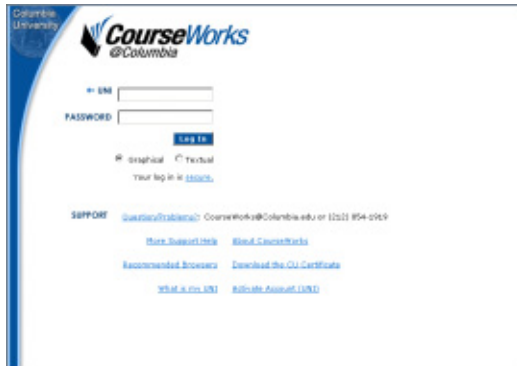 Columbia
University
CourseWorks
@Columbia
UNI
PASSWORD
Log In
Graphical Textual
Your log in is secure.
SUPPORT Question/Problems?: CourseWorks@Columbia.edu or (212) 854-1919
More Support Help About CourseWorks
Recommended Browsers Download the CU Certificate
What is my UNI Activate Account (UNI)